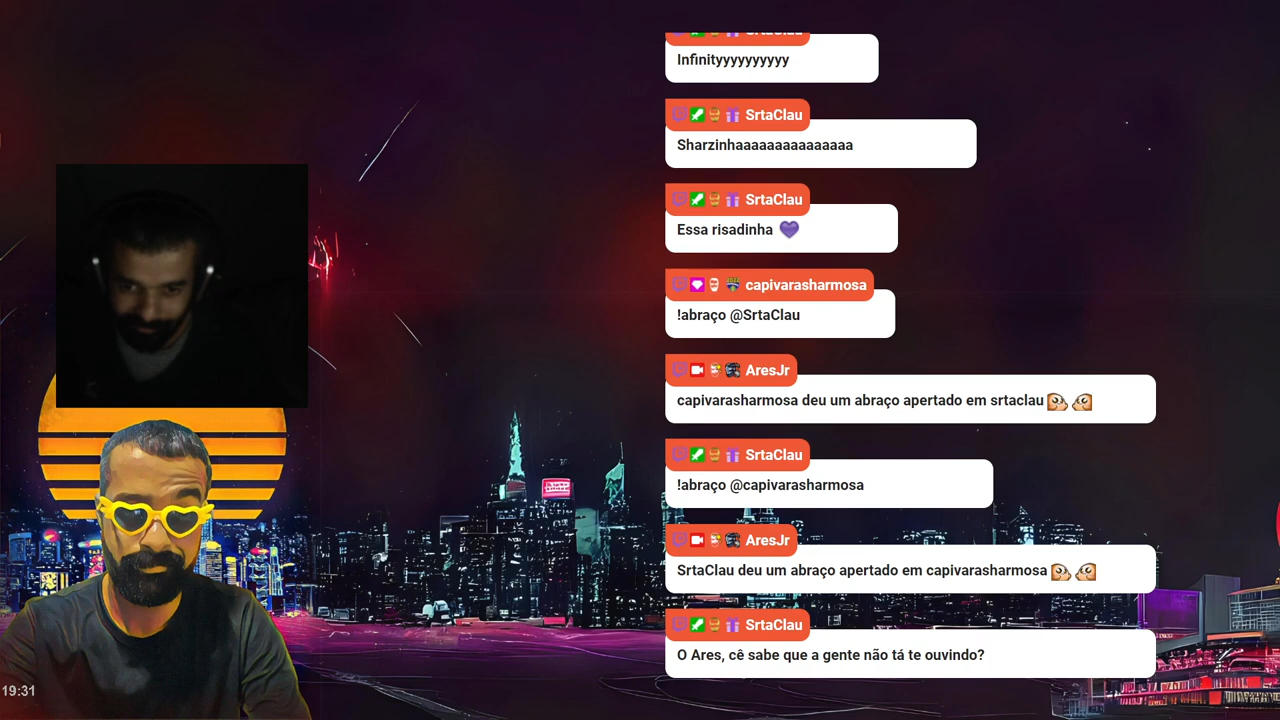 SrtaClau
Infinityyyyyyyyyy
SrtaClau
Sharzinhaaaaaaaaaaaaaaa
SrtaClau
Essa risadinha 💜
capivarasharmosa
!abraço @SrtaClau
AresJr
capivarasharmosa deu um abraço apertado em srtaclau
SrtaClau
!abraço @capivarasharmosa
AresJr
SrtaClau deu um abraço apertado em capivarasharmosa
SrtaClau
O Ares, cê sabe que a gente não tá te ouvindo?
19:31